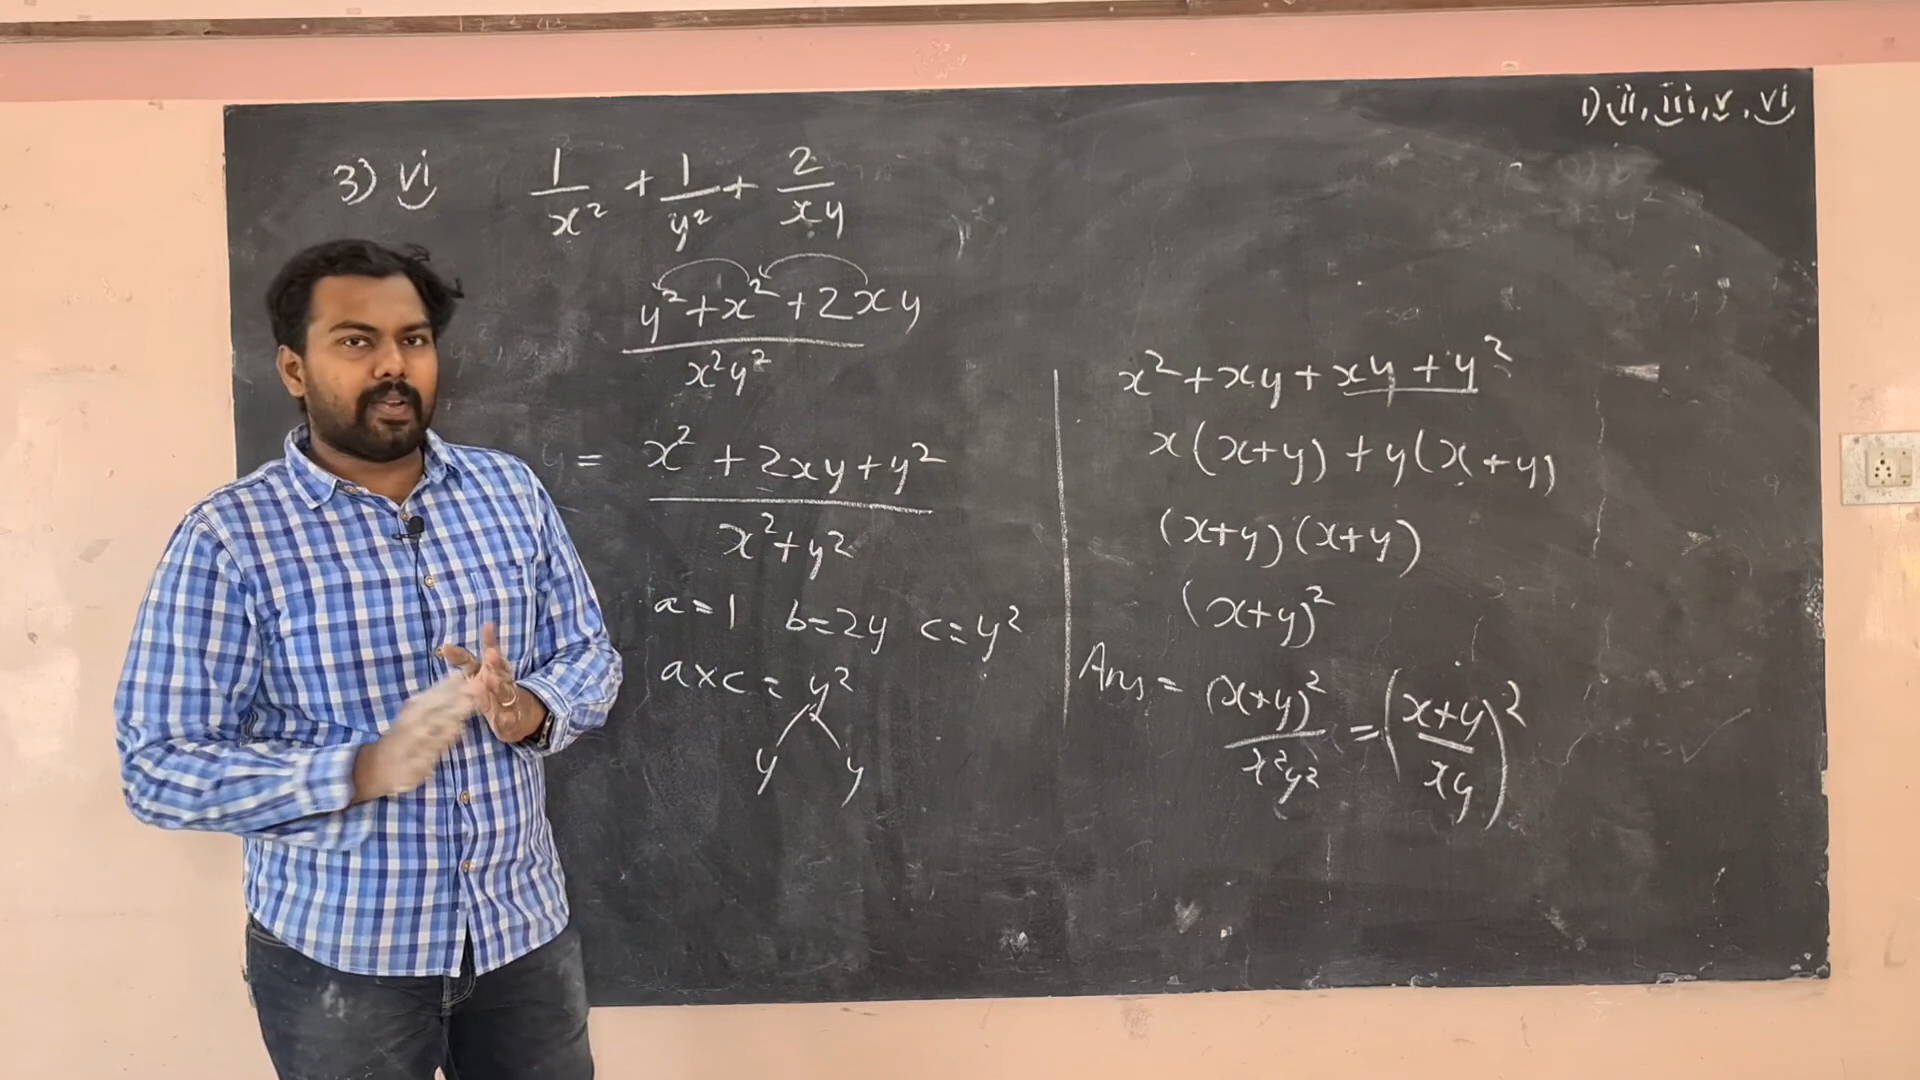 1) ii, iii, v, vi
3) vi 1/x² + 1/y² + 2/xy
y² + x² + 2xy / x²y²
= x² + 2xy + y² / x² + y²
a = 1 b = 2y c = y²
a × c = y²
y y
x² + xy + xy + y²
x(x+y) + y(x+y)
(x+y)(x+y)
(x+y)²
Ans = (x+y)² / x²y² = (x+y / xy)²